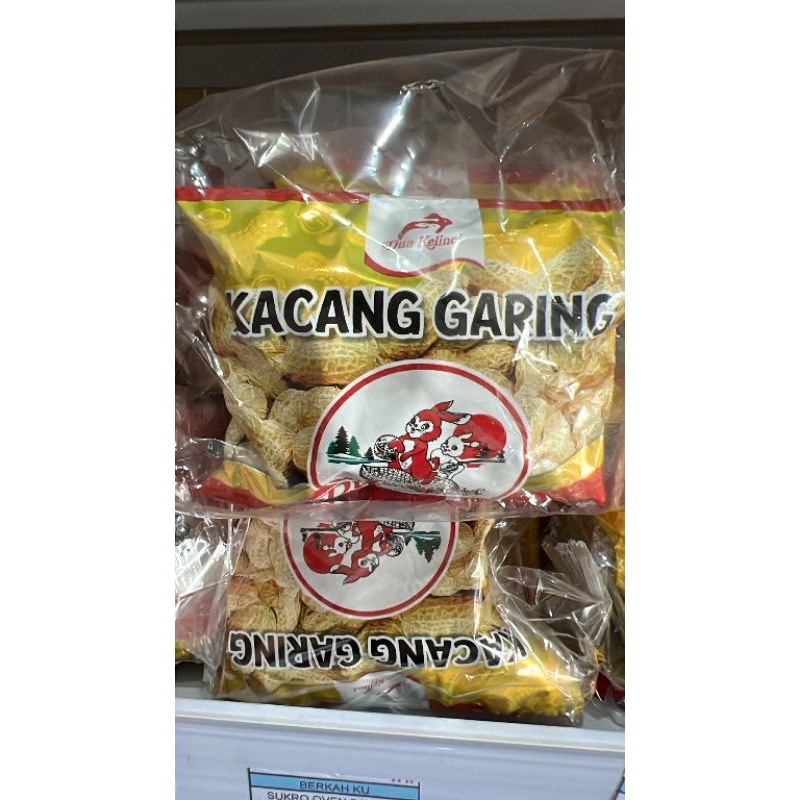 Dua Kelinci
KACANG GARING
KACANG GARING
BERKAH KU